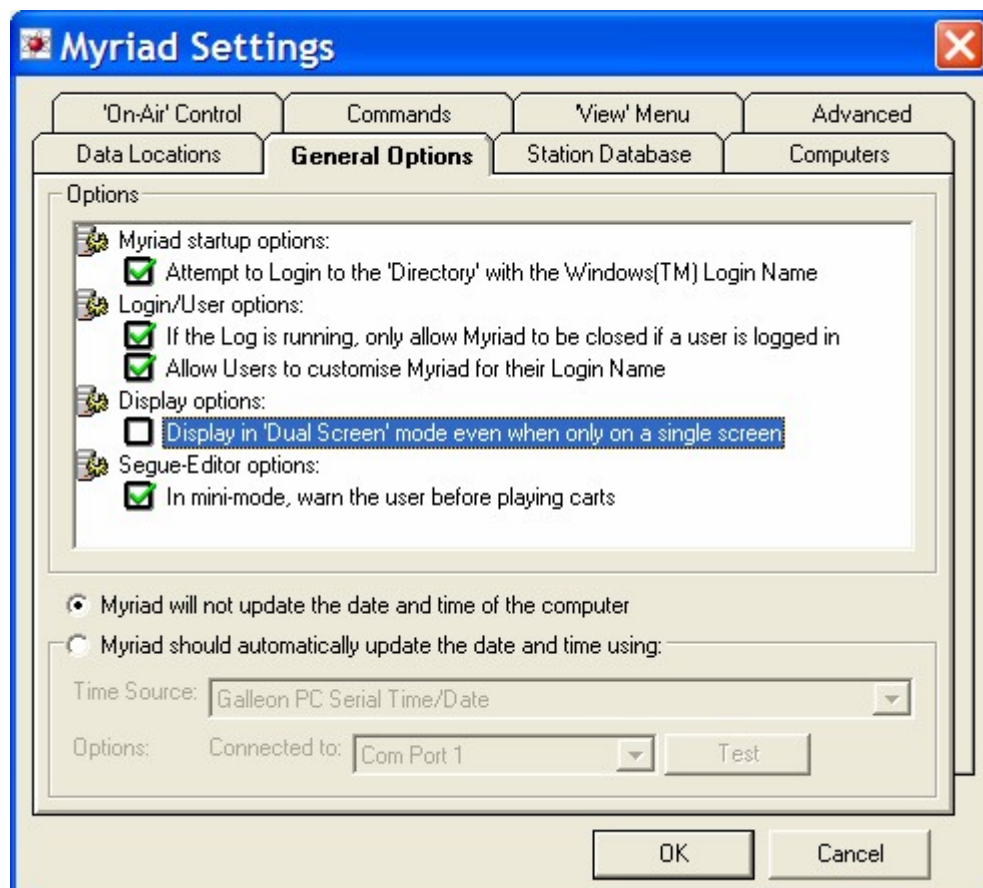 Myriad Settings
'On-Air' Control Commands 'View' Menu Advanced
Data Locations General Options Station Database Computers
Options
Myriad startup options:
Attempt to Login to the 'Directory' with the Windows(TM) Login Name
Login/User options:
If the Log is running, only allow Myriad to be closed if a user is logged in
Allow Users to customise Myriad for their Login Name
Display options:
Display in 'Dual Screen' mode even when only on a single screen
Segue-Editor options:
In mini-mode, warn the user before playing carts
Myriad will not update the date and time of the computer
Myriad should automatically update the date and time using:
Time Source: Galleon PC Serial Time/Date
Options: Connected to: Com Port 1 Test
OK Cancel